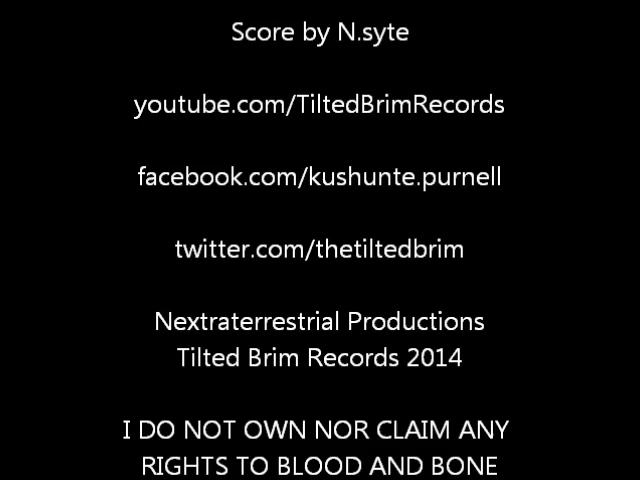 Score by N.syte
youtube.com/TiltedBrimRecords
facebook.com/kushunte.purnell
twitter.com/thetiltedbrim
Nextraterrestrial Productions
Tilted Brim Records 2014
I DO NOT OWN NOR CLAIM ANY
RIGHTS TO BLOOD AND BONE